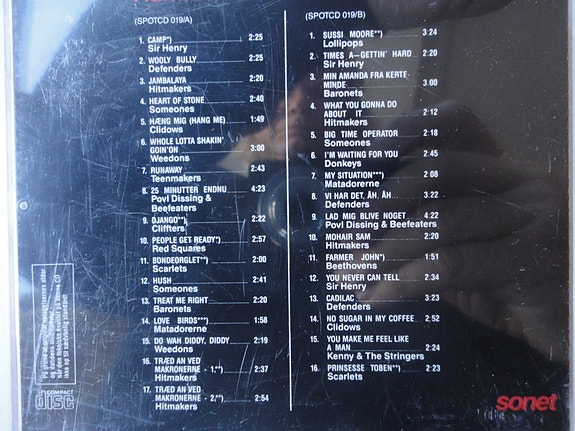 (SPOTCD 019/A)
1. CAMP*) 2:25
Sir Henry
2. WOOLY BULLY 2:25
Defenders
3. JAMBALAYA 2:20
Hitmakers
4. HEART OF STONE 2:40
Someones
5. HÆNG MIG (HANG ME) 1:49
Clidows
6. WHOLE LOTTA SHAKIN'
GOIN'ON 3:00
Weedons
7. RUNAWAY 2:43
Teenmakers
8. 25 MINUTTER ENDNU 4:23
Povl Dissing &
Beefeaters
9. DJANGO**) 2:22
Cliffters
10. PEOPLE GET READY*) 2:57
Red Squares
11. BONDEORGLET**) 2:00
Scarlets
12. HUSH 2:41
Someones
13. TREAT ME RIGHT 2:20
Baronets
14. LOVE BIRDS***) 1:58
Matadorerne
15. DO WAH DIDDY, DIDDY 2:19
Weedons
16. TRÆD AN VED
MAKRONERNE - 1.**) 2:37
Hitmakers
17. TRÆD AN VED
MAKRONERNE - 2.**) 2:54
Hitmakers
(SPOTCD 019/B)
1. SUSSI MOORE**) 3:24
Lollipops
2. TIMES A-GETTIN' HARD 2:20
Sir Henry
3. MIN AMANDA FRA KERTE-
MINDE 3:00
Baronets
4. WHAT YOU GONNA DO
ABOUT IT 2:12
Hitmakers
5. BIG TIME OPERATOR 2:18
Someones
6. I'M WAITING FOR YOU 2:45
Donkeys
7. MY SITUATION***) 2:08
Matadorerne
8. VI HAR DET, ÅH, ÅH... 3:22
Defenders
9. LAD MIG BLIVE NOGET 4:22
Povl Dissing & Beefeaters
10. MOHAIR SAM 2:20
Hitmakers
11. FARMER JOHN*) 1:51
Beethovens
12. YOU NEVER CAN TELL 2:34
Sir Henry
13. CADILAC 3:23
Defenders
14. NO SUGAR IN MY COFFEE 2:52
Clidows
15. YOU MAKE ME FEEL LIKE
A MAN 2:24
Kenny & The Stringers
16. PRINSESSE TOBEN**) 2:23
Scarlets
COMPACT
disc
sonet